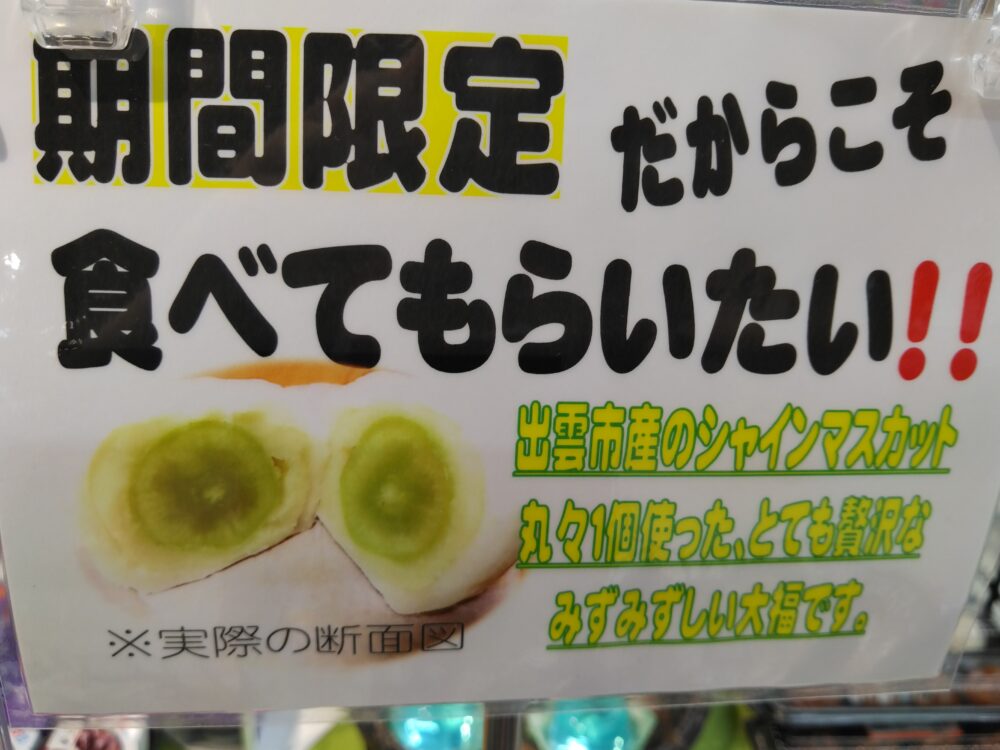 期間限定 だからこそ
食べてもらいたい!!
出雲市産のシャインマスカット
丸々1個使った、とても贅沢な
みずみずしい大福です。
※実際の断面図